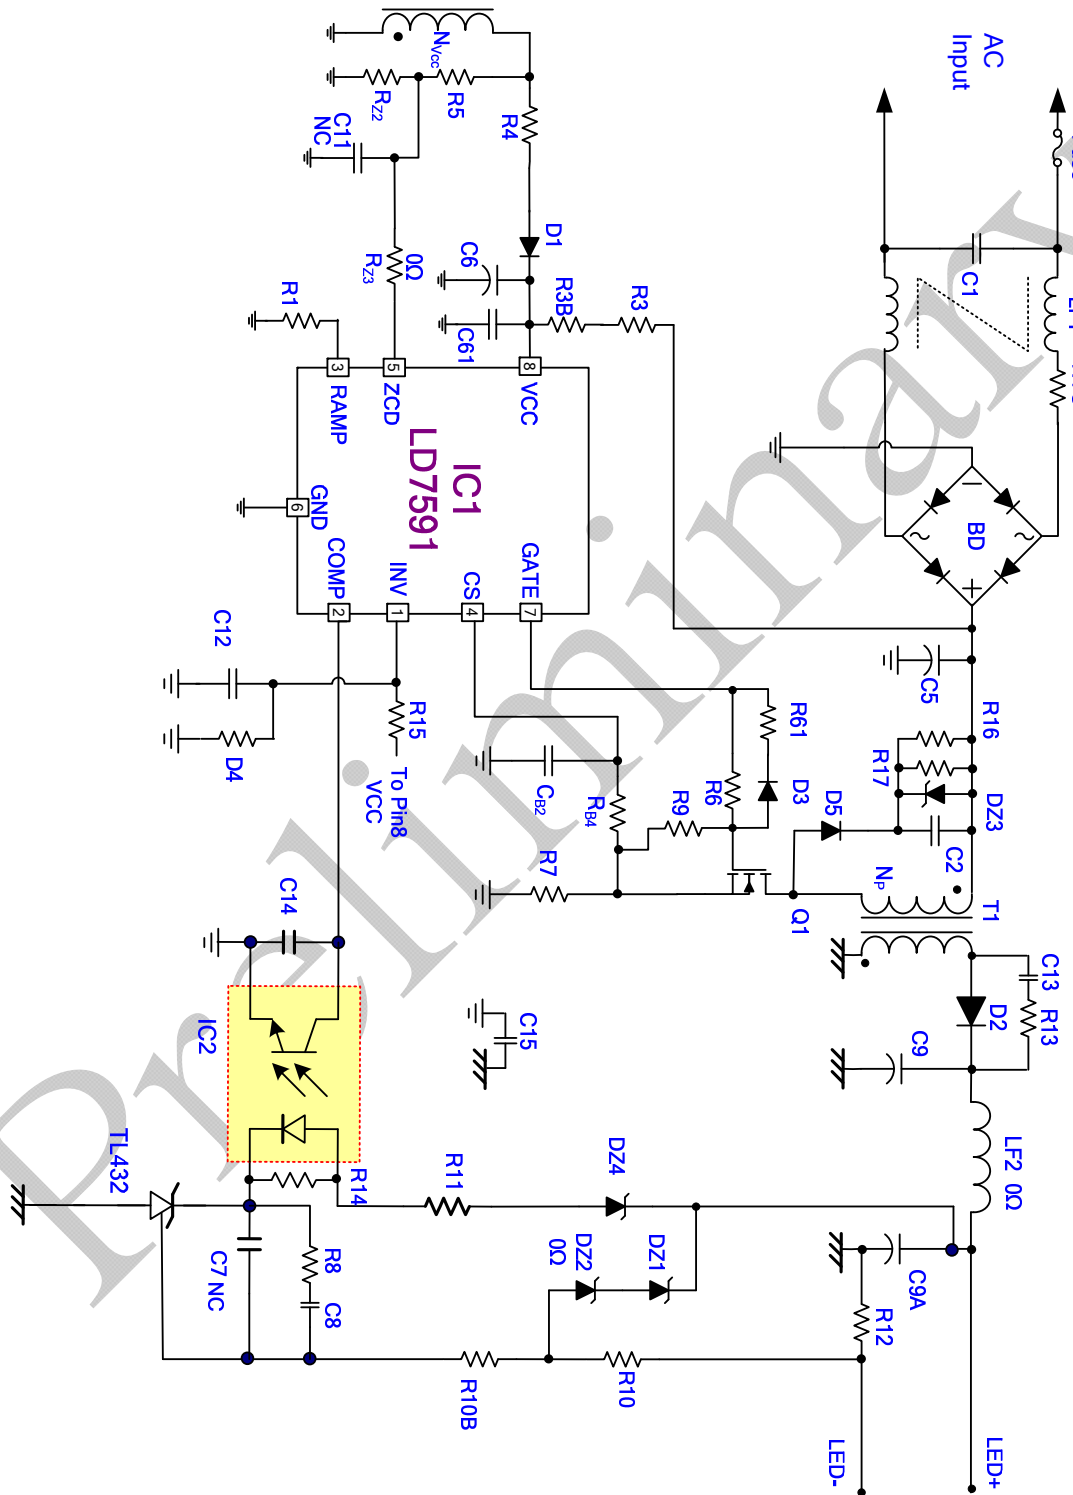 AC
Input
C1
BD
NVcc
RZ2
R5
R4
C11
NC
D1
C6
0Ω
RZ3
R3B
R3
R1
C61
3
5
8
RAMP
ZCD
VCC
IC1
LD7591
6
GND
COMP
INV
CS
GATE
2
1
4
7
C12
D4
R15
To Pin8
VCC
C5
R16
R17
DZ3
C2
R61
D3
D5
R6
R9
RB4
CB2
R7
Q1
NP
T1
C13
R13
D2
C9
C14
C15
IC2
LF2 0Ω
TL432
R14
R11
DZ4
DZ2
0Ω
DZ1
C7 NC
R8
C8
C9A
R12
R10
R10B
LED-
LED+
Preliminary